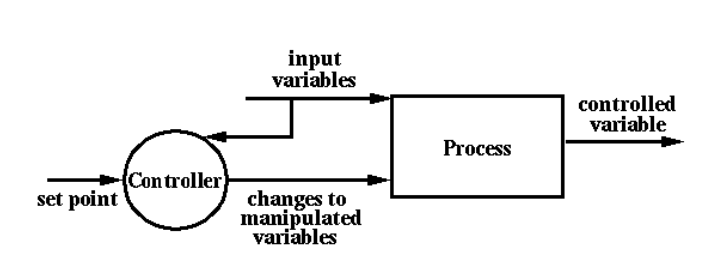 input
variables
controlled
variable
Process
Controller
set point
changes to
manipulated
variables